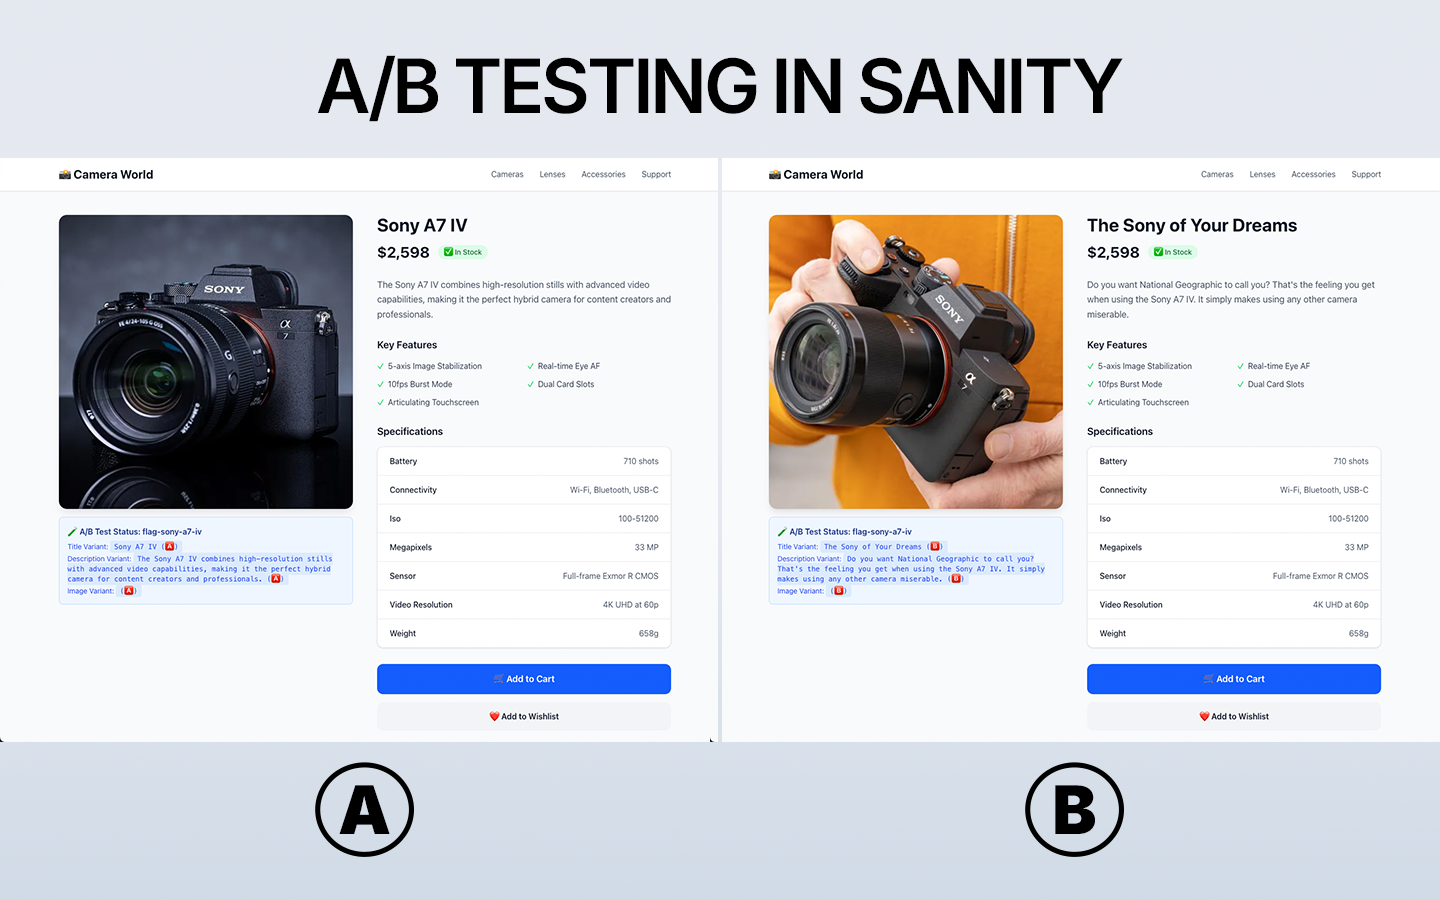 A/B TESTING IN SANITY
📸 Camera World
Cameras Lenses Accessories Support
SONY
α
7
FE 4/24-105 G OSS
G
Sony A7 IV
$2,598 ✅ In Stock
The Sony A7 IV combines high-resolution stills with advanced video
capabilities, making it the perfect hybrid camera for content creators and
professionals.
Key Features
✓ 5-axis Image Stabilization ✓ Real-time Eye AF
✓ 10fps Burst Mode ✓ Dual Card Slots
✓ Articulating Touchscreen
Specifications
Battery 710 shots
Connectivity Wi-Fi, Bluetooth, USB-C
Iso 100-51200
Megapixels 33 MP
Sensor Full-frame Exmor R CMOS
Video Resolution 4K UHD at 60p
Weight 658g
🛒 Add to Cart
❤️ Add to Wishlist
🧪 A/B Test Status: flag-sony-a7-iv
Title Variant: Sony A7 IV (🅰)
Description Variant: The Sony A7 IV combines high-resolution stills
with advanced video capabilities, making it the perfect hybrid
camera for content creators and professionals. (🅰)
Image Variant: (🅰)
A
📸 Camera World
Cameras Lenses Accessories Support
SONY
α
7
The Sony of Your Dreams
$2,598 ✅ In Stock
Do you want National Geographic to call you? That's the feeling you get
when using the Sony A7 IV. It simply makes using any other camera
miserable.
Key Features
✓ 5-axis Image Stabilization ✓ Real-time Eye AF
✓ 10fps Burst Mode ✓ Dual Card Slots
✓ Articulating Touchscreen
Specifications
Battery 710 shots
Connectivity Wi-Fi, Bluetooth, USB-C
Iso 100-51200
Megapixels 33 MP
Sensor Full-frame Exmor R CMOS
Video Resolution 4K UHD at 60p
Weight 658g
🛒 Add to Cart
❤️ Add to Wishlist
🧪 A/B Test Status: flag-sony-a7-iv
Title Variant: The Sony of Your Dreams (🅱)
Description Variant: Do you want National Geographic to call you?
That's the feeling you get when using the Sony A7 IV. It simply
makes using any other camera miserable. (🅱)
Image Variant: (🅱)
B